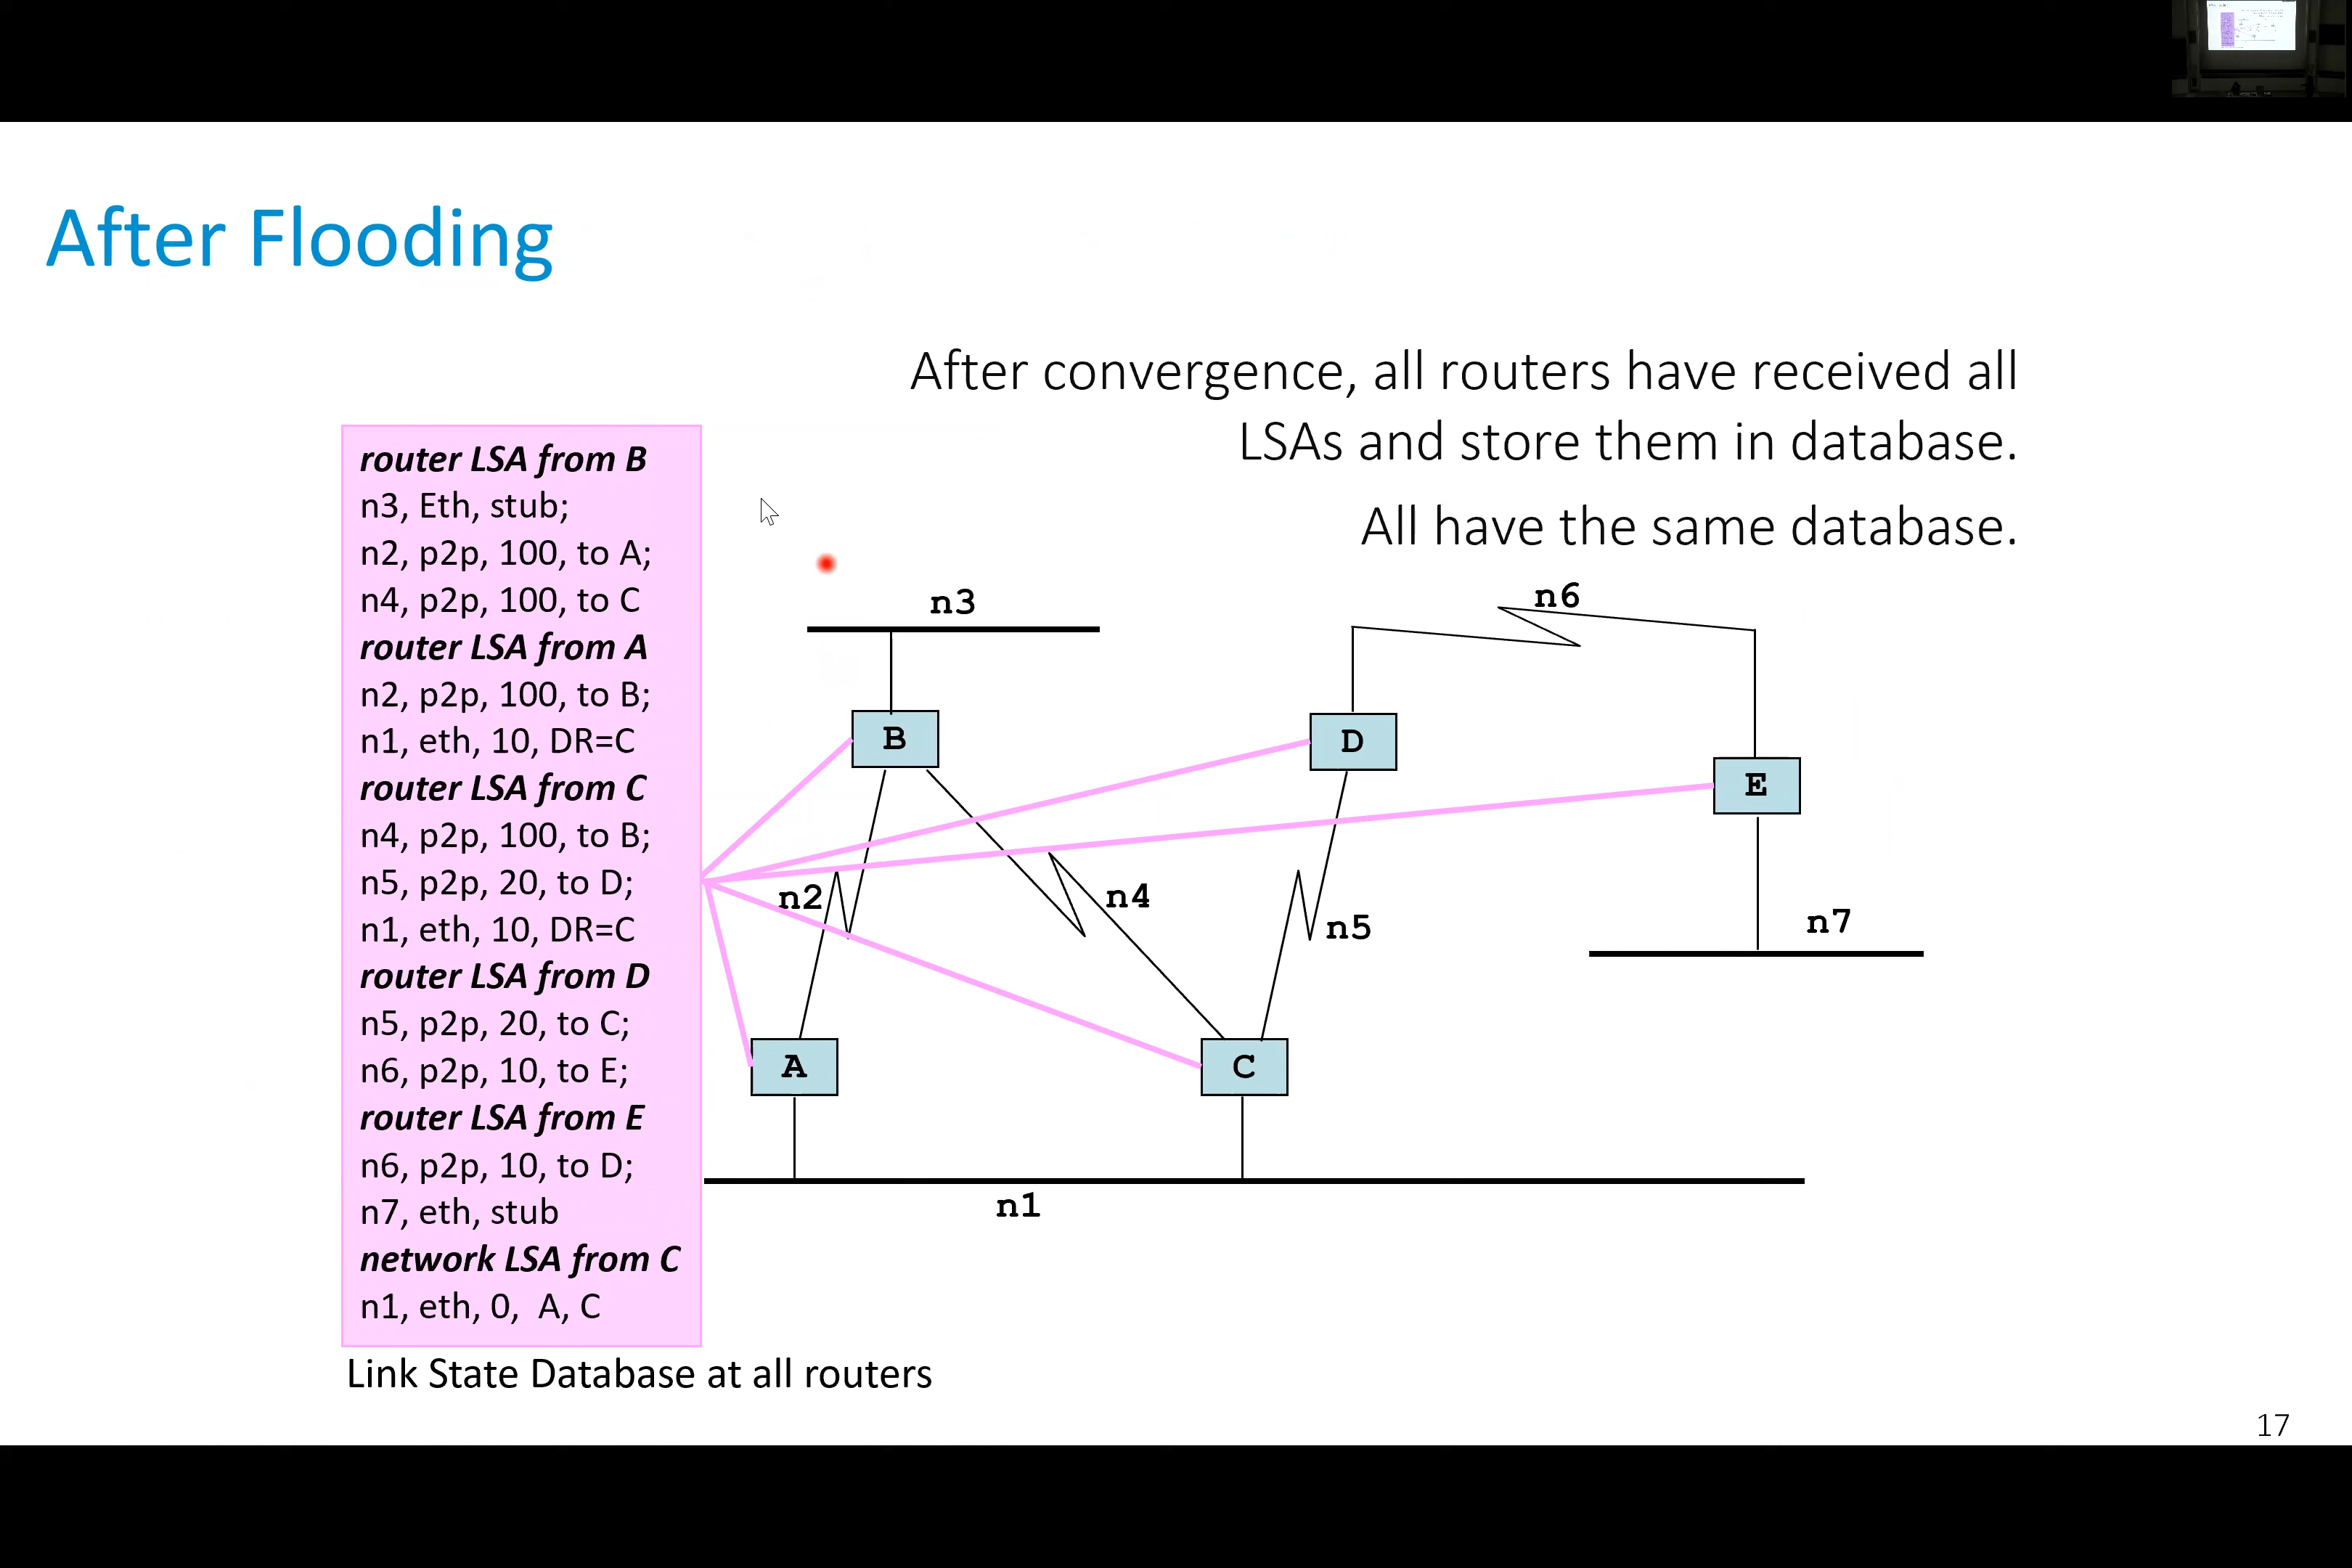 After Flooding
After convergence, all routers have received all
LSAs and store them in database.
All have the same database.
router LSA from B
n3, Eth, stub;
n2, p2p, 100, to A;
n4, p2p, 100, to C
router LSA from A
n2, p2p, 100, to B;
n1, eth, 10, DR=C
router LSA from C
n4, p2p, 100, to B;
n5, p2p, 20, to D;
n1, eth, 10, DR=C
router LSA from D
n5, p2p, 20, to C;
n6, p2p, 10, to E;
router LSA from E
n6, p2p, 10, to D;
n7, eth, stub
network LSA from C
n1, eth, 0, A, C
Link State Database at all routers
n3
n6
B
D
E
n2
n4
n5
n7
A
C
n1
17